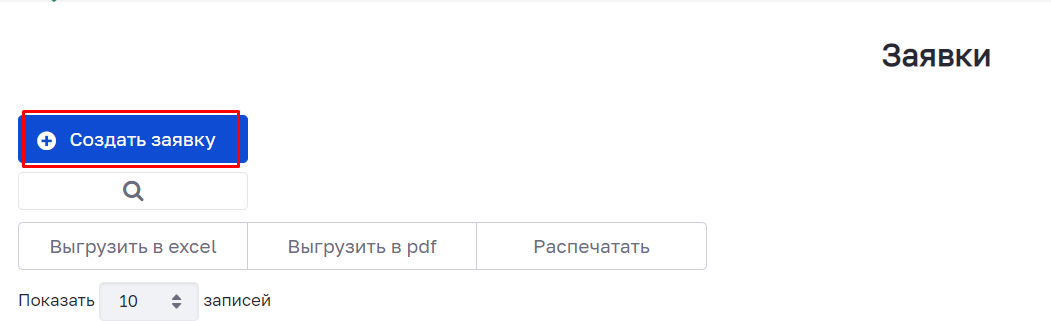 Заявки
Создать заявку
Выгрузить в excel Выгрузить в pdf Распечатать
Показать 10 записей